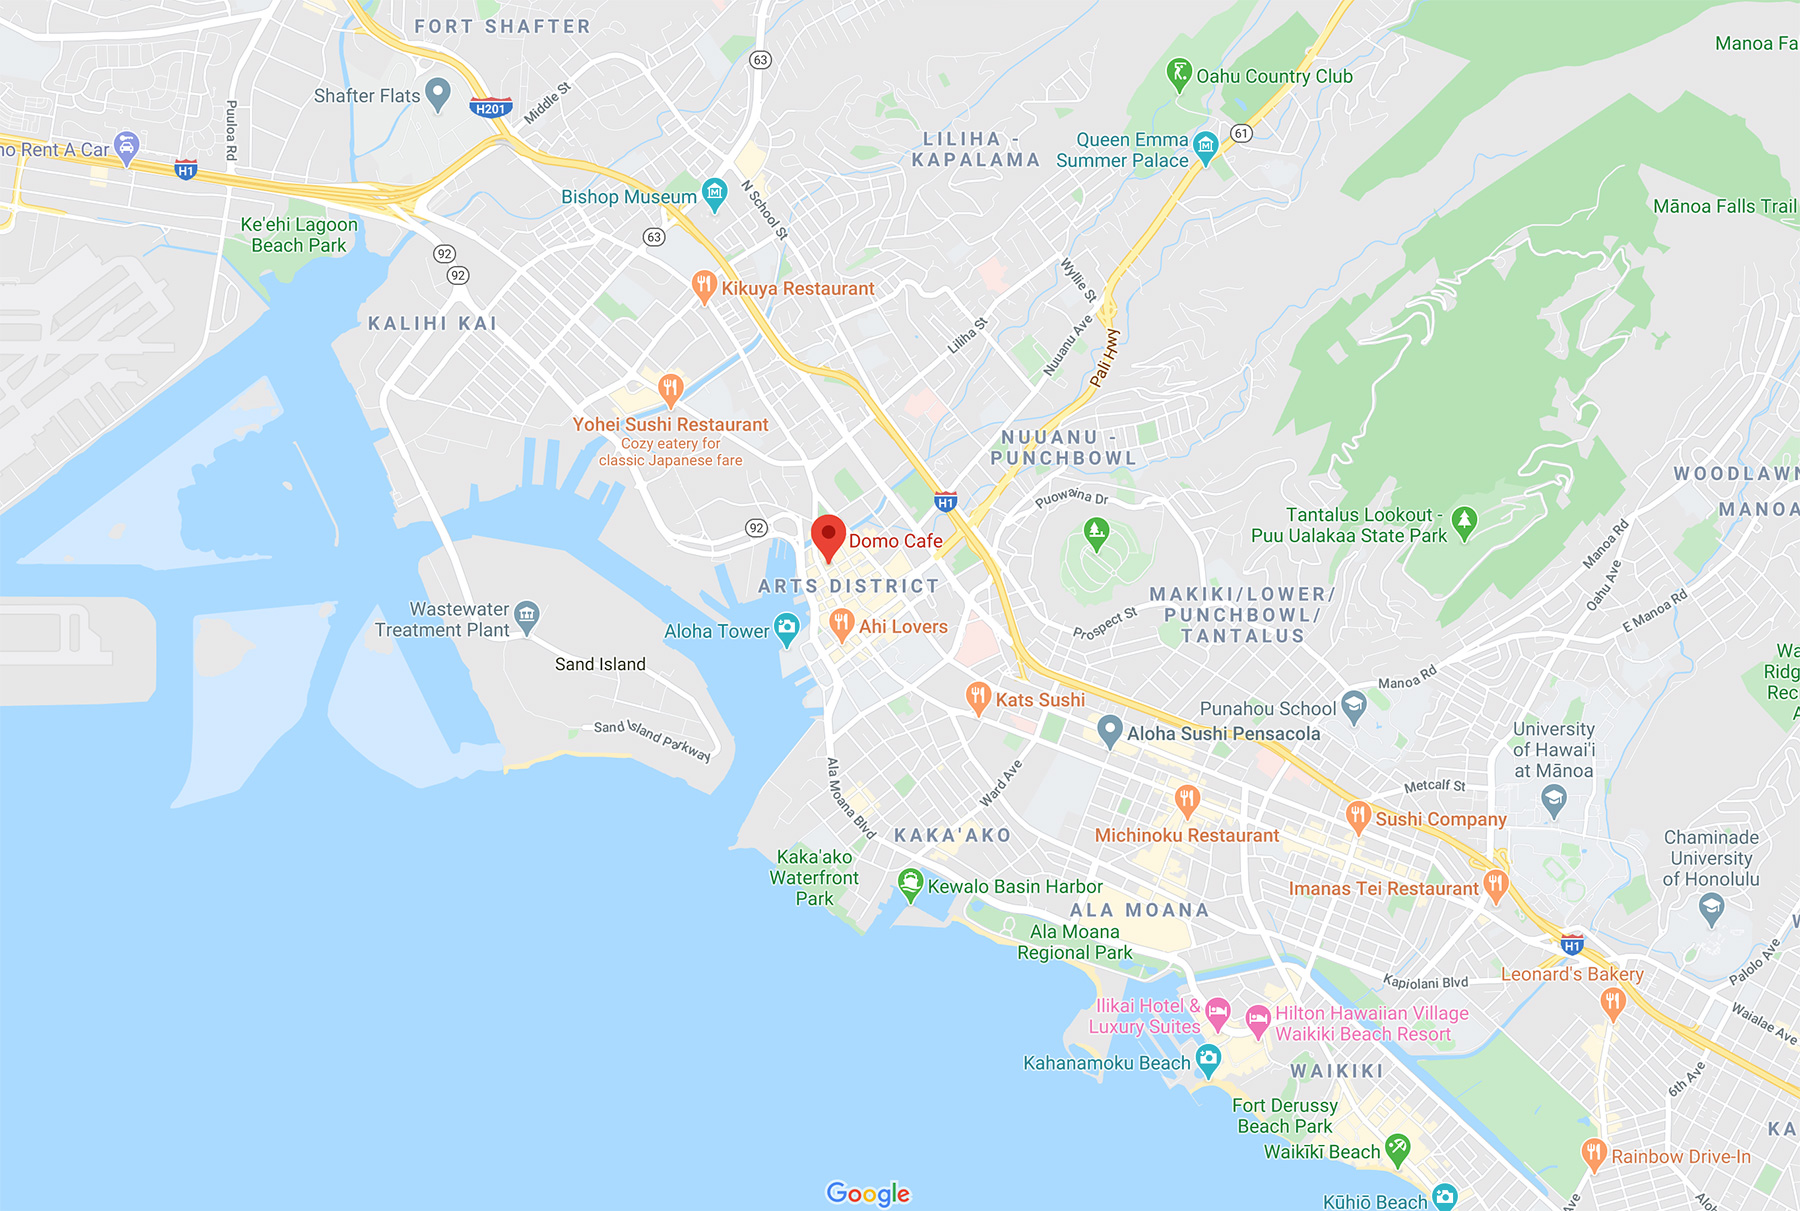 FORT SHAFTER
63
Manoa Fa
Oahu Country Club
Shafter Flats
H201
Middle St
Puuloa Rd
no Rent A Car
H1
LILIHA -
KAPALAMA
Queen Emma
Summer Palace
61
Bishop Museum
N School St
Mānoa Falls Trail
Ke'ehi Lagoon
Beach Park
63
92
92
Wyllie St
Kikuya Restaurant
KALIHI KAI
Liliha St
Nuuanu Ave
Pali Hwy
Yohei Sushi Restaurant
Cozy eatery for
classic Japanese fare
NUUANU -
PUNCHBOWL
WOODLAWN
MANOA
H1
Puowaina Dr
92
Domo Cafe
Tantalus Lookout -
Puu Ualakaa State Park
Manoa Rd
Oahu Ave
ARTS DISTRICT
MAKIKI/LOWER/
PUNCHBOWL/
TANTALUS
E Manoa Rd
Wastewater
Treatment Plant
Aloha Tower
Ahi Lovers
Prospect St
Sand Island
Manoa Rd
Wa
Ridg
Rec
A
Kats Sushi
Punahou School
Sand Island Parkway
Aloha Sushi Pensacola
University
of Hawai'i
at Mānoa
Ala Moana Blvd
Ward Ave
Metcalf St
KAKA'AKO
Michinoku Restaurant
Sushi Company
Chaminade
University
of Honolulu
Kaka'ako
Waterfront
Park
Kewalo Basin Harbor
Imanas Tei Restaurant
ALA MOANA
Ala Moana
Regional Park
H1
W
Palolo Ave
Kapiolani Blvd
Leonard's Bakery
Ilikai Hotel &
Luxury Suites
Hilton Hawaiian Village
Waikiki Beach Resort
Waialae Ave
Kahanamoku Beach
WAIKIKI
6th Ave
Fort Derussy
Beach Park
Waikīkī Beach
KA
Rainbow Drive-In
Google
Kūhiō Beach
Ave
Aloh